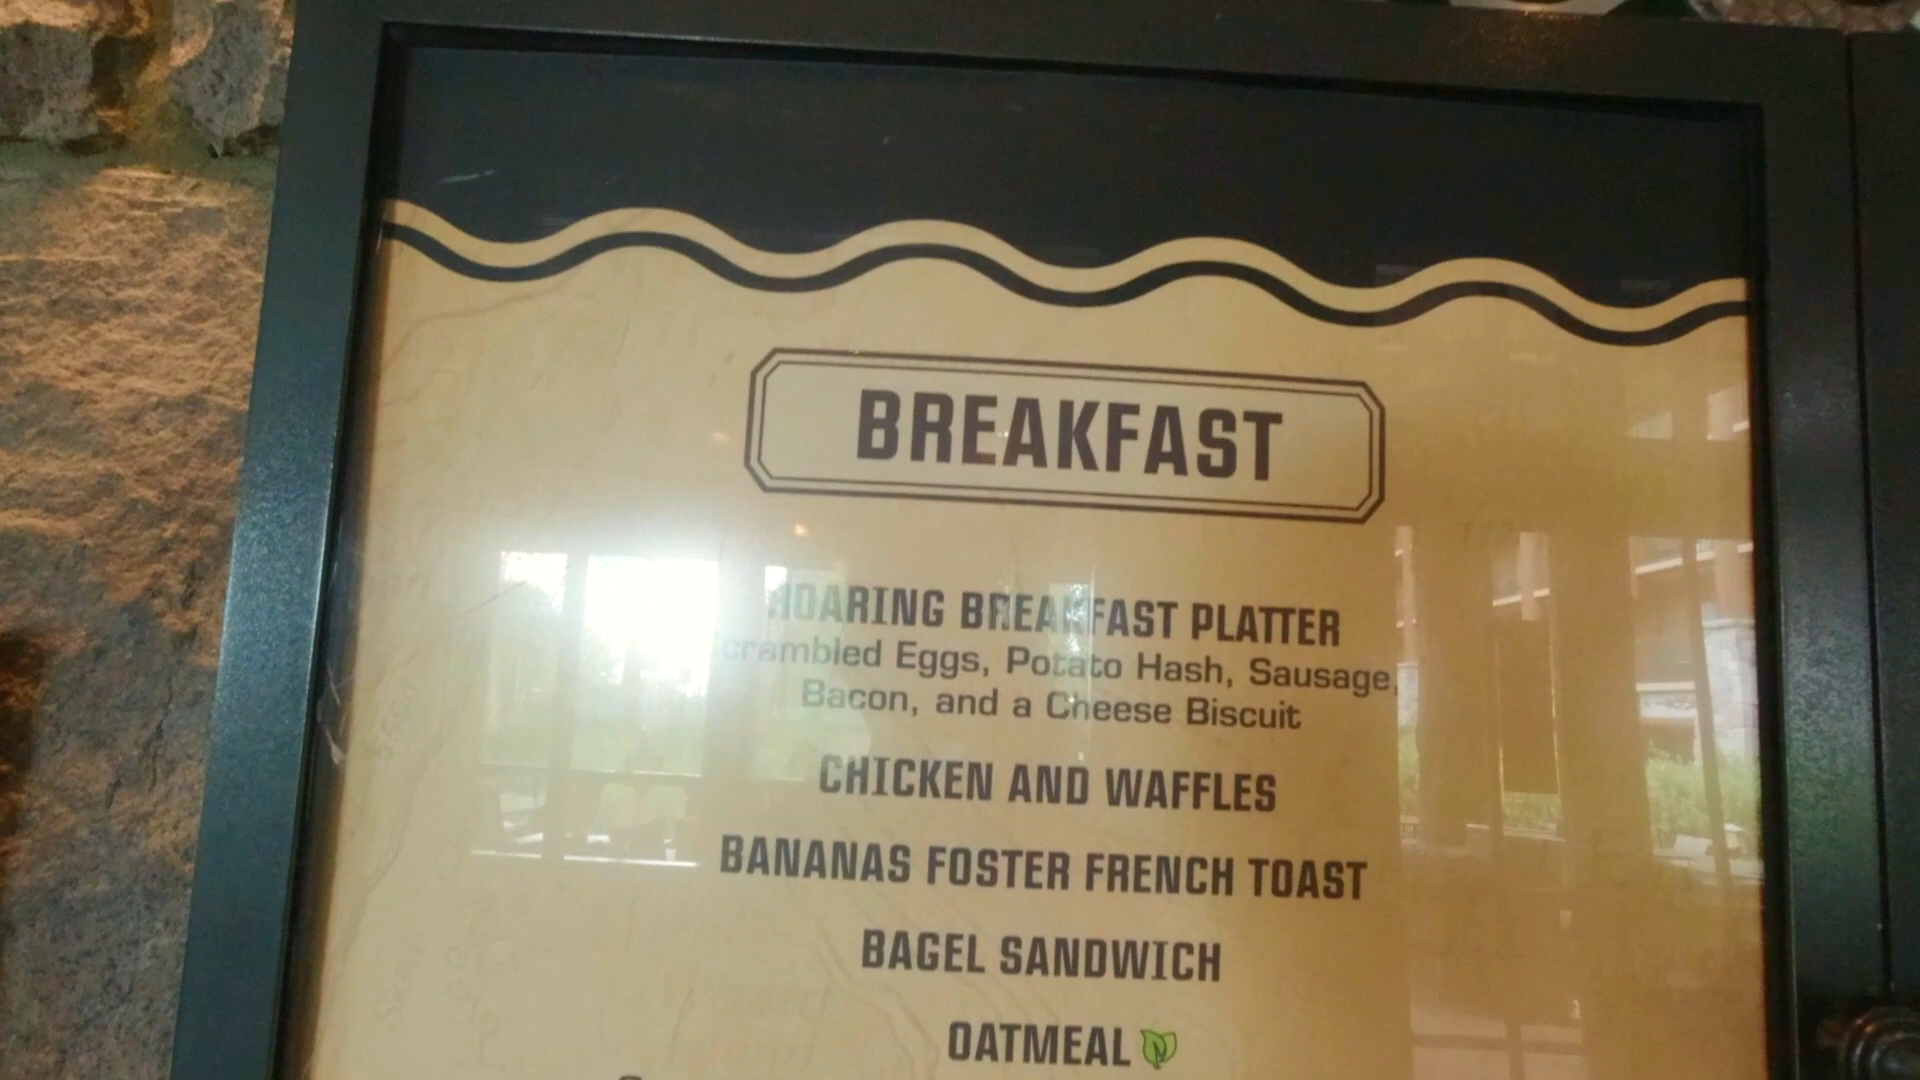 BREAKFAST
ROARING BREAKFAST PLATTER
Scrambled Eggs, Potato Hash, Sausage,
Bacon, and a Cheese Biscuit
CHICKEN AND WAFFLES
BANANAS FOSTER FRENCH TOAST
BAGEL SANDWICH
OATMEAL